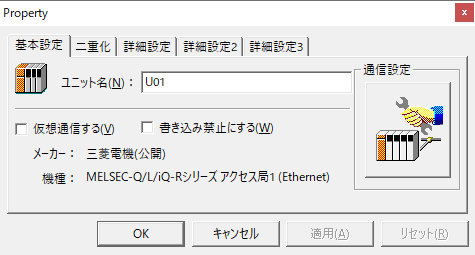 Property
基本設定 二重化 詳細設定 詳細設定2 詳細設定3
ユニット名(N)： U01
通信設定
仮想通信する(V) 書き込み禁止にする(W)
メーカー： 三菱電機(公開)
機種： MELSEC-Q/L/iQ-Rシリーズ アクセス局1 (Ethernet)
OK キャンセル 適用(A) リセット(R)